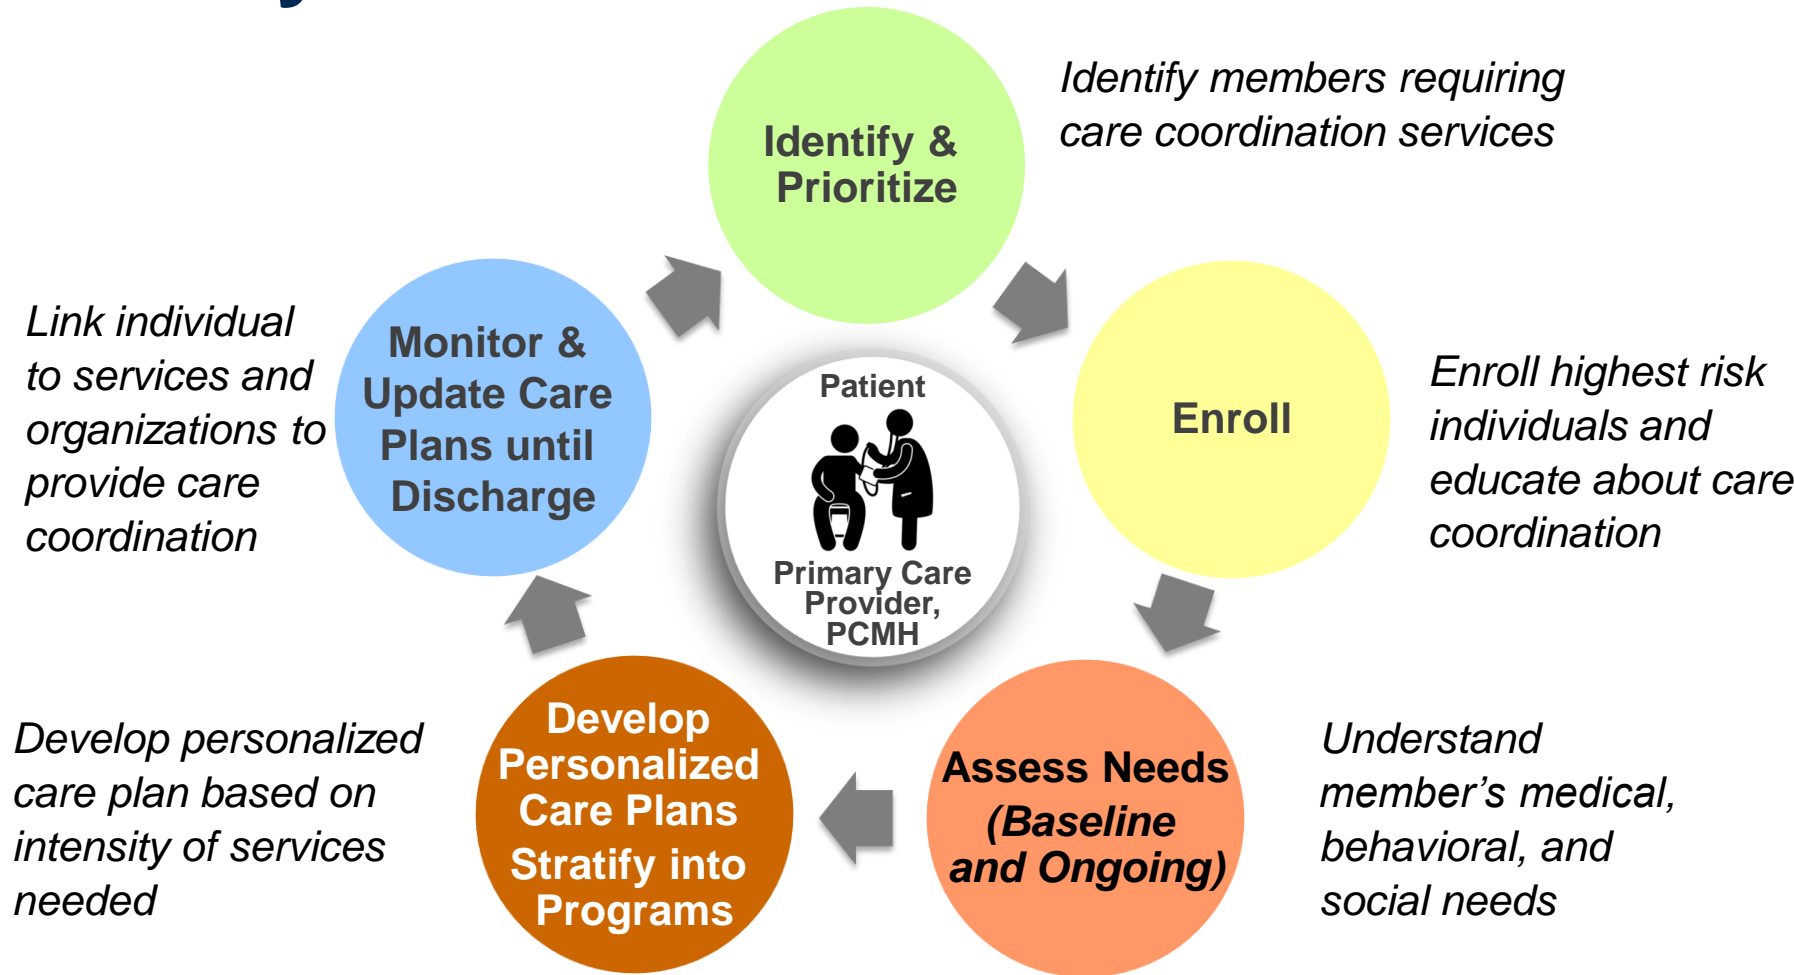 Identify &
Prioritize
Identify members requiring
care coordination services
Enroll
Enroll highest risk
individuals and
educate about care
coordination
Assess Needs
(Baseline
and Ongoing)
Understand
member’s medical,
behavioral, and
social needs
Develop
Personalized
Care Plans
Stratify into
Programs
Develop personalized
care plan based on
intensity of services
needed
Monitor &
Update Care
Plans until
Discharge
Link individual
to services and
organizations to
provide care
coordination
Patient
Primary Care
Provider,
PCMH